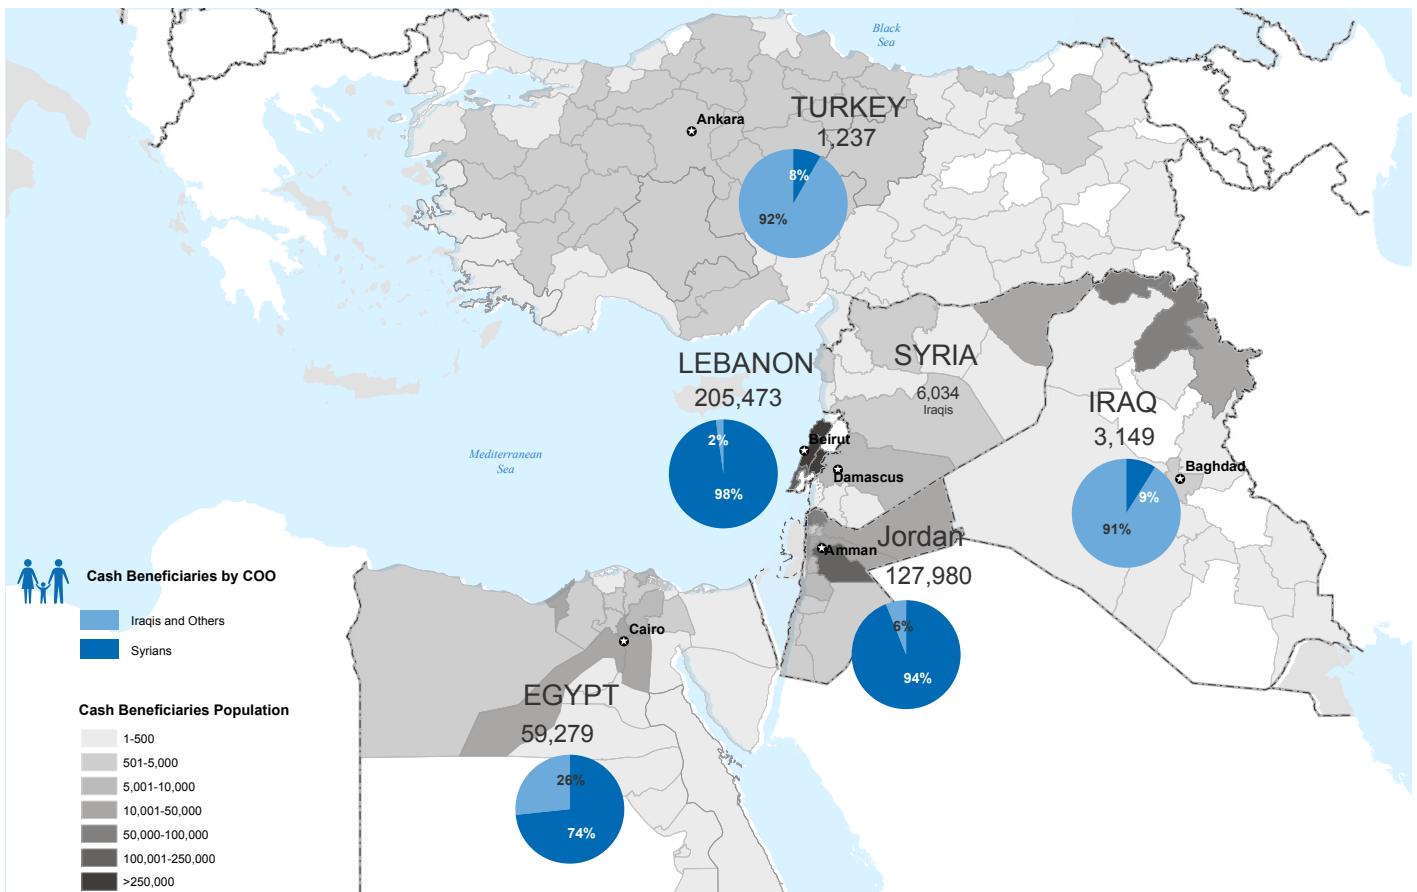 Black
Sea
TURKEY
1,237
Ankara
8%
92%
LEBANON
205,473
2%
98%
SYRIA
6,034
Iraqis
IRAQ
3,149
9%
91%
Beirut
Damascus
Baghdad
Mediterranean
Sea
Jordan
127,980
Amman
6%
94%
Cairo
EGYPT
59,279
26%
74%
Cash Beneficiaries by COO
Iraqis and Others
Syrians
Cash Beneficiaries Population
1-500
501-5,000
5,001-10,000
10,001-50,000
50,000-100,000
100,001-250,000
>250,000